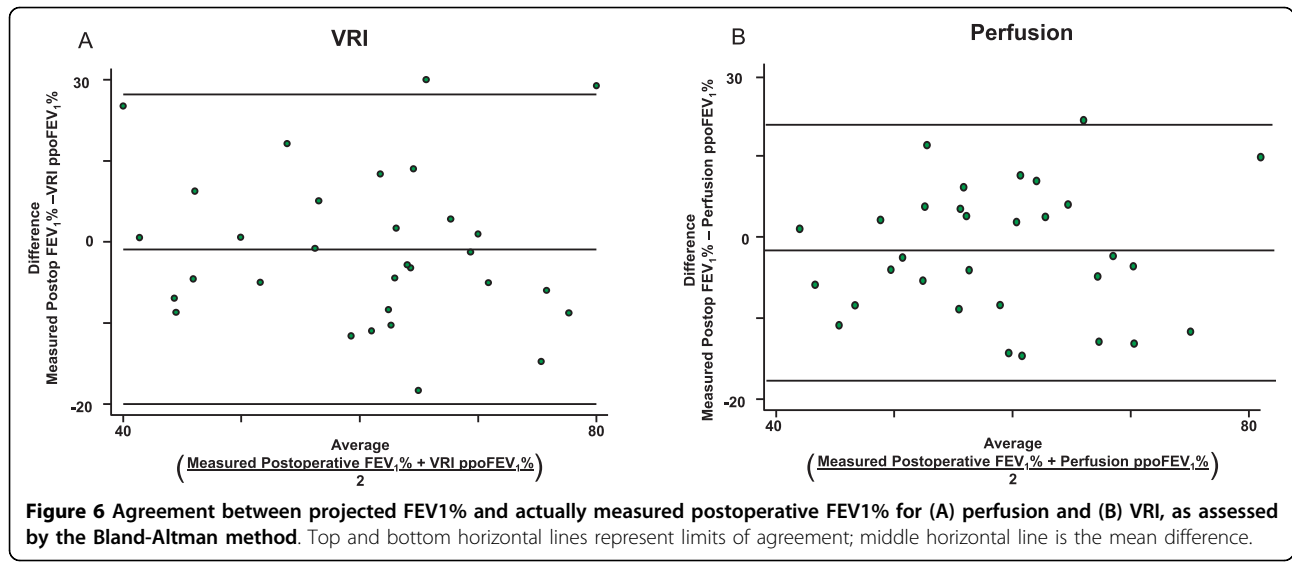 A
VRI
30
0
-20
Difference
Measured Postop FEV₁% –VRI ppoFEV₁%
40
80
Average
(Measured Postoperative FEV₁% + VRI ppoFEV₁%)
2
B
Perfusion
30
0
-20
Difference
Measured Postop FEV₁% – Perfusion ppoFEV₁%
40
80
Average
(Measured Postoperative FEV₁% + Perfusion ppoFEV₁%)
2
Figure 6 Agreement between projected FEV1% and actually measured postoperative FEV1% for (A) perfusion and (B) VRI, as assessed
by the Bland-Altman method. Top and bottom horizontal lines represent limits of agreement; middle horizontal line is the mean difference.